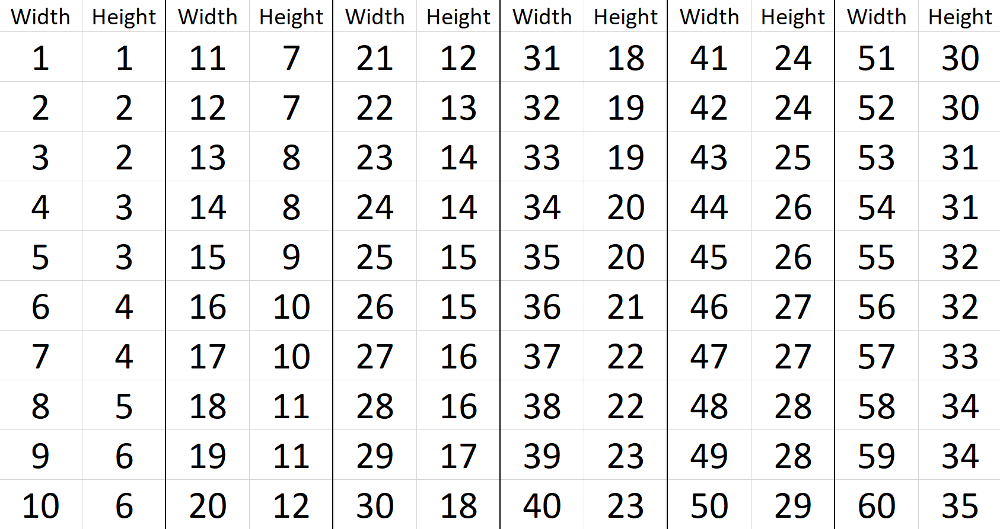 Width Height Width Height Width Height Width Height Width Height Width Height
1 1 11 7 21 12 31 18 41 24 51 30
2 2 12 7 22 13 32 19 42 24 52 30
3 2 13 8 23 14 33 19 43 25 53 31
4 3 14 8 24 14 34 20 44 26 54 31
5 3 15 9 25 15 35 20 45 26 55 32
6 4 16 10 26 15 36 21 46 27 56 32
7 4 17 10 27 16 37 22 47 27 57 33
8 5 18 11 28 16 38 22 48 28 58 34
9 6 19 11 29 17 39 23 49 28 59 34
10 6 20 12 30 18 40 23 50 29 60 35